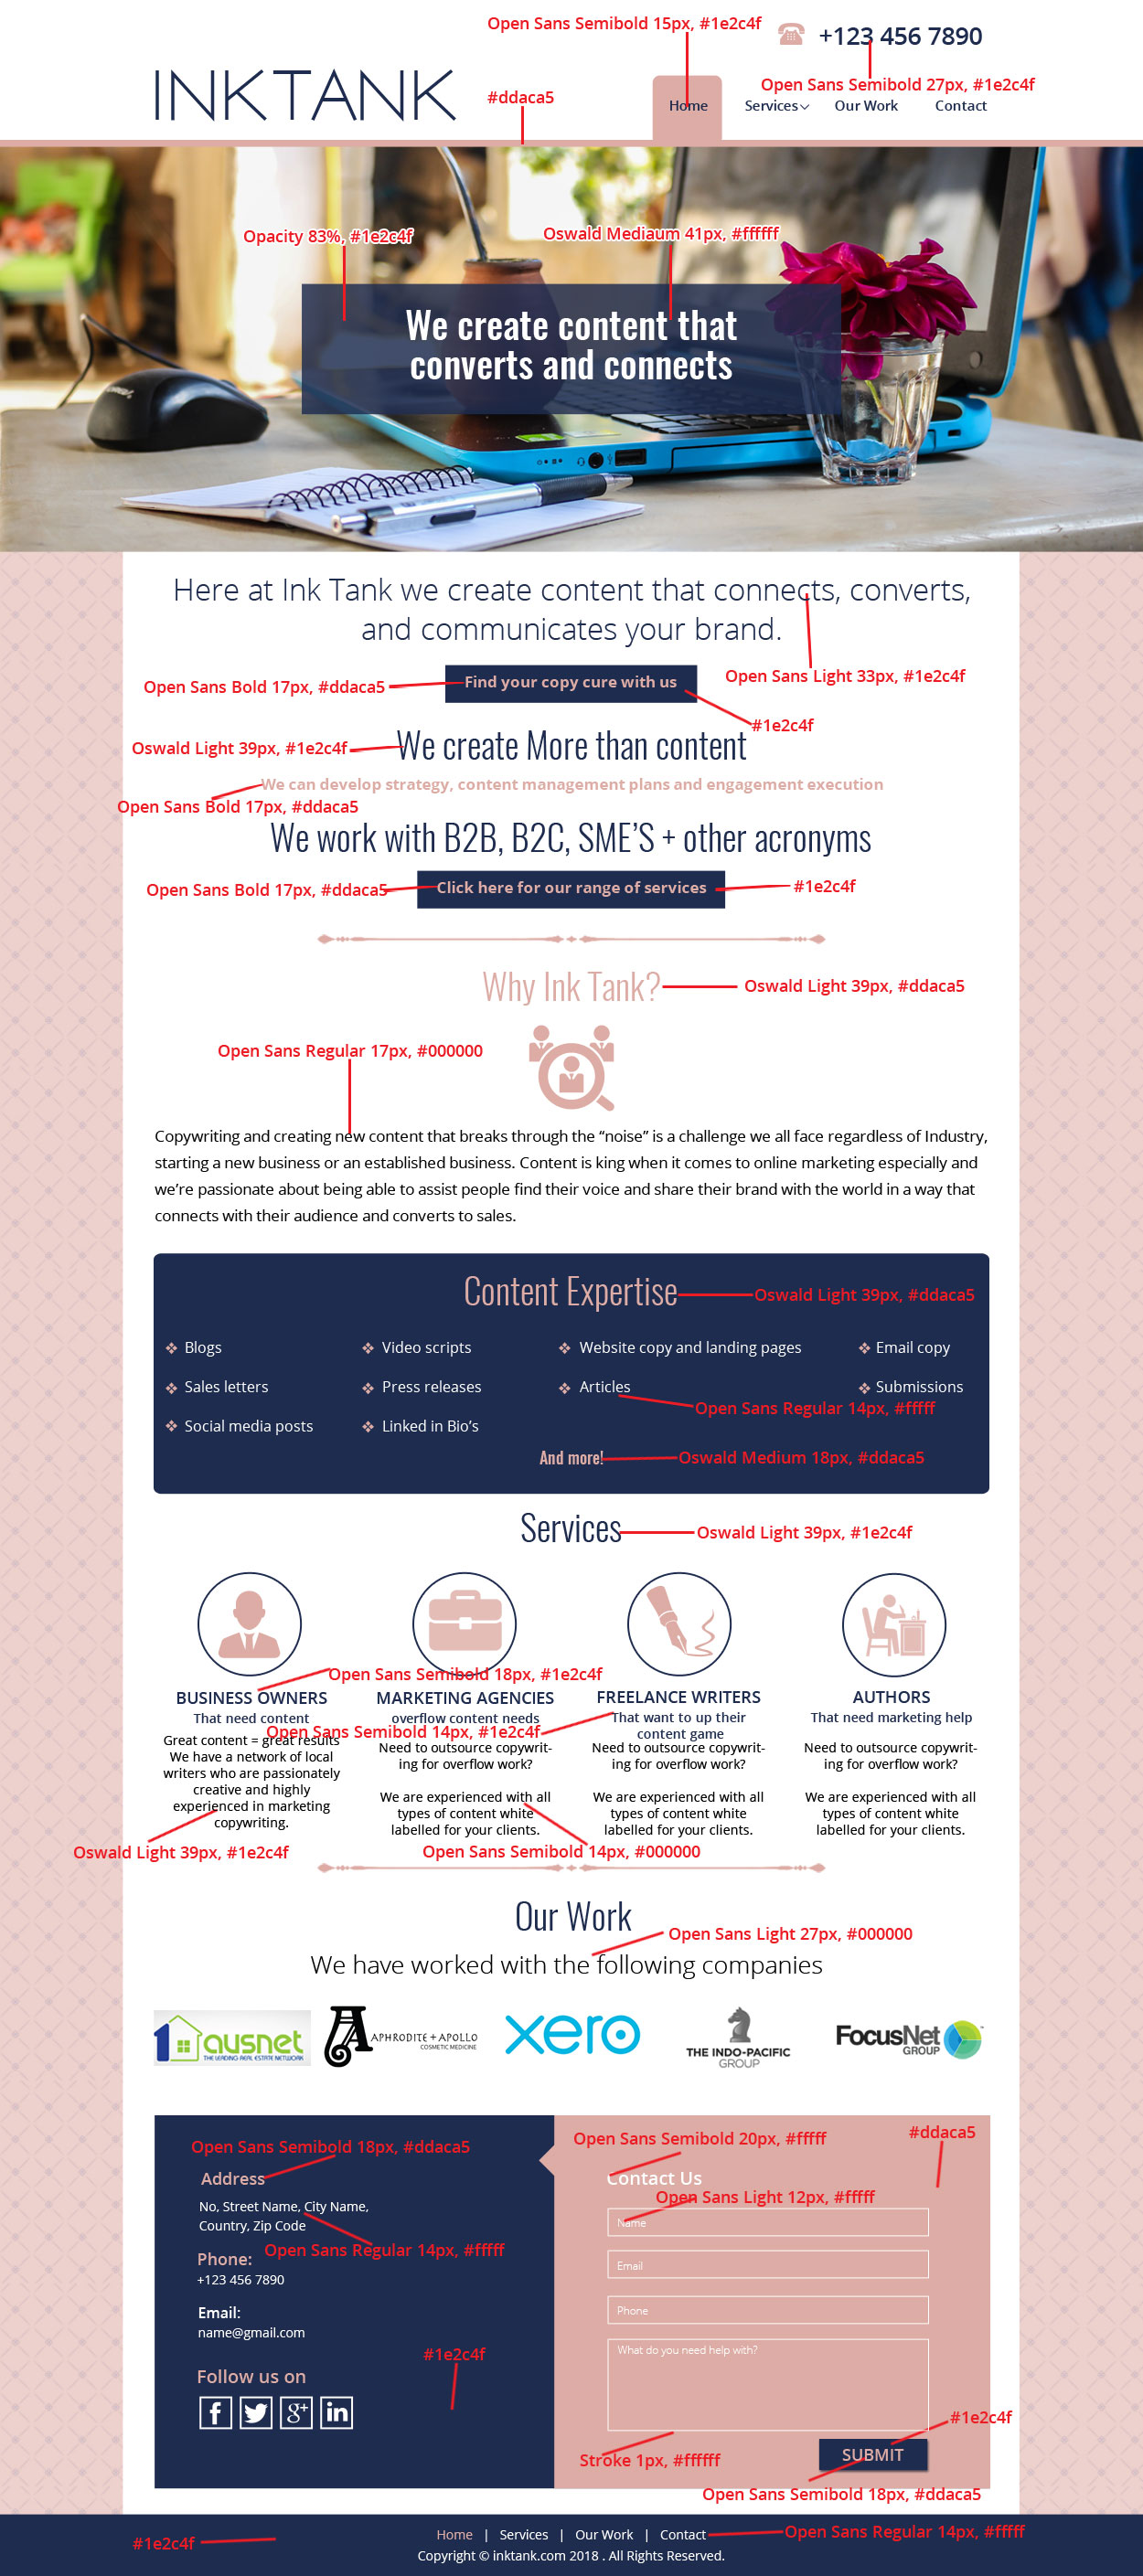 Open Sans Semibold 15px, #1e2c4f
+123 456 7890
INKTANK
#ddaca5
Open Sans Semibold 27px, #1e2c4f
Home Services Our Work Contact
Opacity 83%, #1e2c4f
Oswald Mediaum 41px, #ffffff
We create content that
converts and connects
Here at Ink Tank we create content that connects, converts,
and communicates your brand.
Open Sans Bold 17px, #ddaca5
Find your copy cure with us
Open Sans Light 33px, #1e2c4f
#1e2c4f
Oswald Light 39px, #1e2c4f
We create More than content
We can develop strategy, content management plans and engagement execution
Open Sans Bold 17px, #ddaca5
We work with B2B, B2C, SME’S + other acronyms
Open Sans Bold 17px, #ddaca5
Click here for our range of services
#1e2c4f
Why Ink Tank?
Oswald Light 39px, #ddaca5
Open Sans Regular 17px, #000000
Copywriting and creating new content that breaks through the “noise” is a challenge we all face regardless of Industry,
starting a new business or an established business. Content is king when it comes to online marketing especially and
we’re passionate about being able to assist people find their voice and share their brand with the world in a way that
connects with their audience and converts to sales.
Content Expertise
Oswald Light 39px, #ddaca5
Blogs Video scripts Website copy and landing pages Email copy
Sales letters Press releases Articles Submissions
Open Sans Regular 14px, #fffff
Social media posts Linked in Bio’s
And more!
Oswald Medium 18px, #ddaca5
Services
Oswald Light 39px, #1e2c4f
Open Sans Semibold 18px, #1e2c4f
BUSINESS OWNERS
That need content
Great content = great results
We have a network of local
writers who are passionately
creative and highly
experienced in marketing
copywriting.
Oswald Light 39px, #1e2c4f
MARKETING AGENCIES
overflow content needs
Open Sans Semibold 14px, #1e2c4f
Need to outsource copywrit-
ing for overflow work?
We are experienced with all
types of content white
labelled for your clients.
Open Sans Semibold 14px, #000000
FREELANCE WRITERS
That want to up their
content game
Need to outsource copywrit-
ing for overflow work?
We are experienced with all
types of content white
labelled for your clients.
AUTHORS
That need marketing help
Need to outsource copywrit-
ing for overflow work?
We are experienced with all
types of content white
labelled for your clients.
Our Work
Open Sans Light 27px, #000000
We have worked with the following companies
1 ausnet
THE LEADING REAL ESTATE NETWORK
APHRODITE + APOLLO
COSMETIC MEDICINE
xero
THE INDO-PACIFIC
GROUP
FocusNet
GROUP
Open Sans Semibold 18px, #ddaca5
Address
No, Street Name, City Name,
Country, Zip Code
Open Sans Regular 14px, #fffff
Phone:
+123 456 7890
Email:
name@gmail.com
#1e2c4f
Follow us on
f g+ in
Open Sans Semibold 20px, #fffff
#ddaca5
Contact Us
Open Sans Light 12px, #fffff
Name
Email
Phone
What do you need help with?
#1e2c4f
Stroke 1px, #ffffff
SUBMIT
Open Sans Semibold 18px, #ddaca5
#1e2c4f
Home | Services | Our Work | Contact
Open Sans Regular 14px, #fffff
Copyright © inktank.com 2018 . All Rights Reserved.